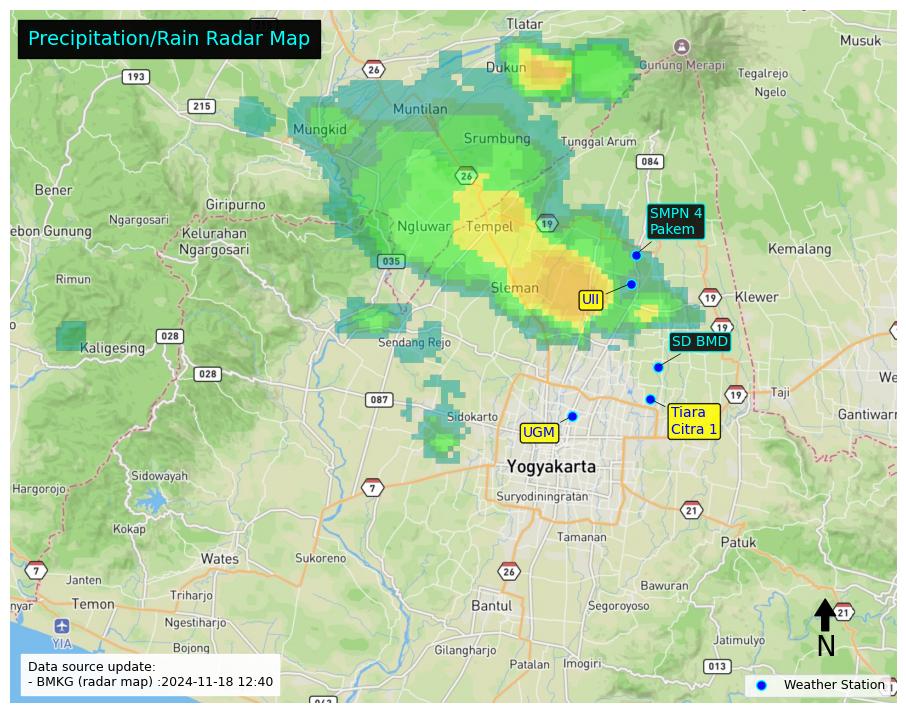 Precipitation/Rain Radar Map
Tlatar
Musuk
26
Dukun
Gunung Merapi
193
Tegalrejo
Ngelo
215
Muntilan
Mungkid
Srumbung
Tunggal Arum
084
26
Bener
Giripurno
SMPN 4
Pakem
Ngargosari
Ngluwar
Tempel
19
ebon Gunung
Kelurahan
Ngargosari
Kemalang
035
Rimun
Sleman
UII
19
Klewer
19
028
Kaligesing
Sendang Rejo
SD BMD
028
We
087
19
Taji
Sidokarto
Tiara
Citra 1
Gantiwarn
UGM
Yogyakarta
Sidowayah
Hargorojo
7
Suryodiningratan
21
Kokap
Tamanan
Patuk
Wates
Sukoreno
7
26
Janten
Bawuran
Triharjo
nyar
Temon
Bantul
Segoroyoso
21
Ngestiharjo
YIA
N
Jatimulyo
Bojong
Gilangharjo
Data source update:
- BMKG (radar map) :2024-11-18 12:40
Patalan
Imogiri
013
Weather Station